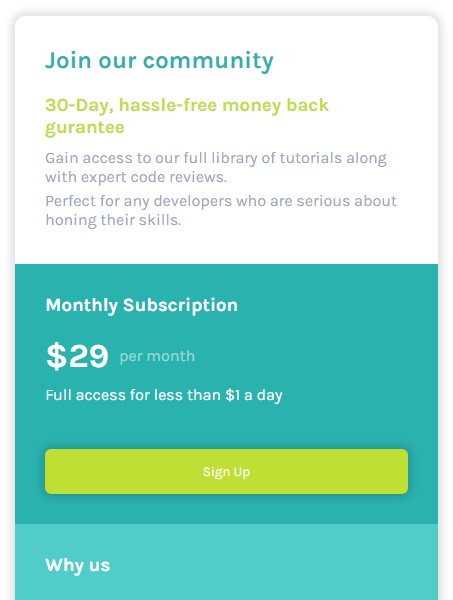 Join our community
30-Day, hassle-free money back
gurantee
Gain access to our full library of tutorials along
with expert code reviews.
Perfect for any developers who are serious about
honing their skills.
Monthly Subscription
$29 per month
Full access for less than $1 a day
Sign Up
Why us